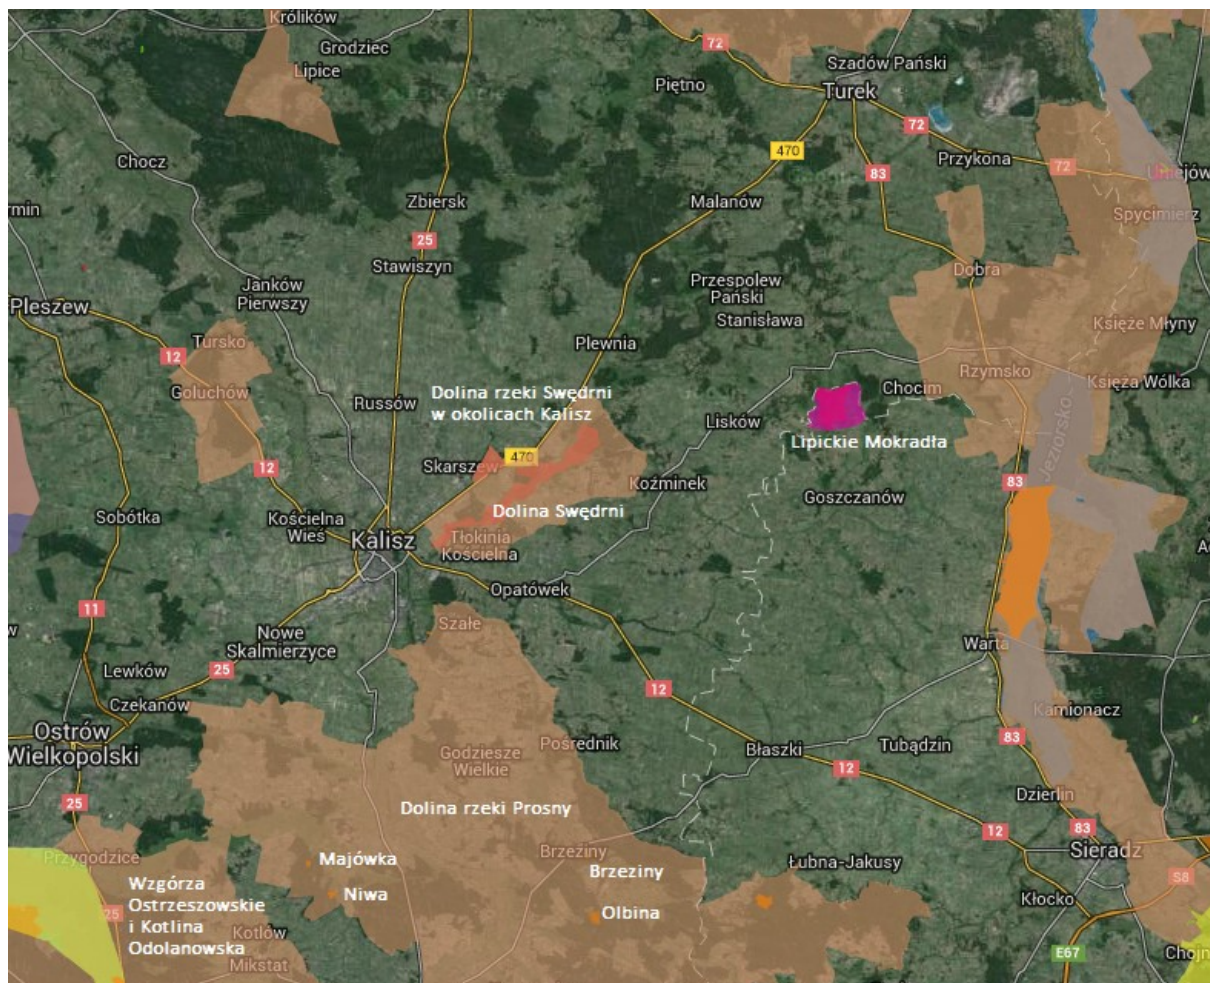 Królików
Grodziec
Lipice
72
Szadów Pański
Piętno
Turek
72
470
Chocz
83
Przykona
72
Uniejów
rmin
Zbiersk
Malanów
Spycimierz
25
Stawiszyn
Przespolew
Pański
Dobra
Janków
Pierwszy
Pleszew
Stanisława
Księże Młyny
Tursko
12
Plewnia
Rzymsko
Księża Wólka
Goluchów
Dolina rzeki Swędrni
w okolicach Kalisz
Chocim
Russów
Lisków
Lipickie Mokradła
Jeziorsko
Skarszew
470
12
Koźminek
83
Goszczanów
Sobótka
Kościelna
Wieś
Dolina Swędrni
Kalisz
Tłokinia
Kościelna
A
Opatówek
11
Szałe
w
Nowe
Skalmierzyce
Warta
Lewków
25
12
Czekanów
Kamionacz
Ostrów
Wielkopolski
Godziesze
Wielkie
Pośrednik
Błaszki
Tubądzin
83
12
25
Dolina rzeki Prosny
Dzierlin
12
83
Przygodzice
Majówka
Brzeziny
Brzeziny
Łubna-Jakusy
Sieradz
S8
Wzgórza
Ostrzeszowskie
i Kotlina
Odolanowska
25
Niwa
Olbina
Kłocko
Kotłów
Mikstat
E67
Chojn